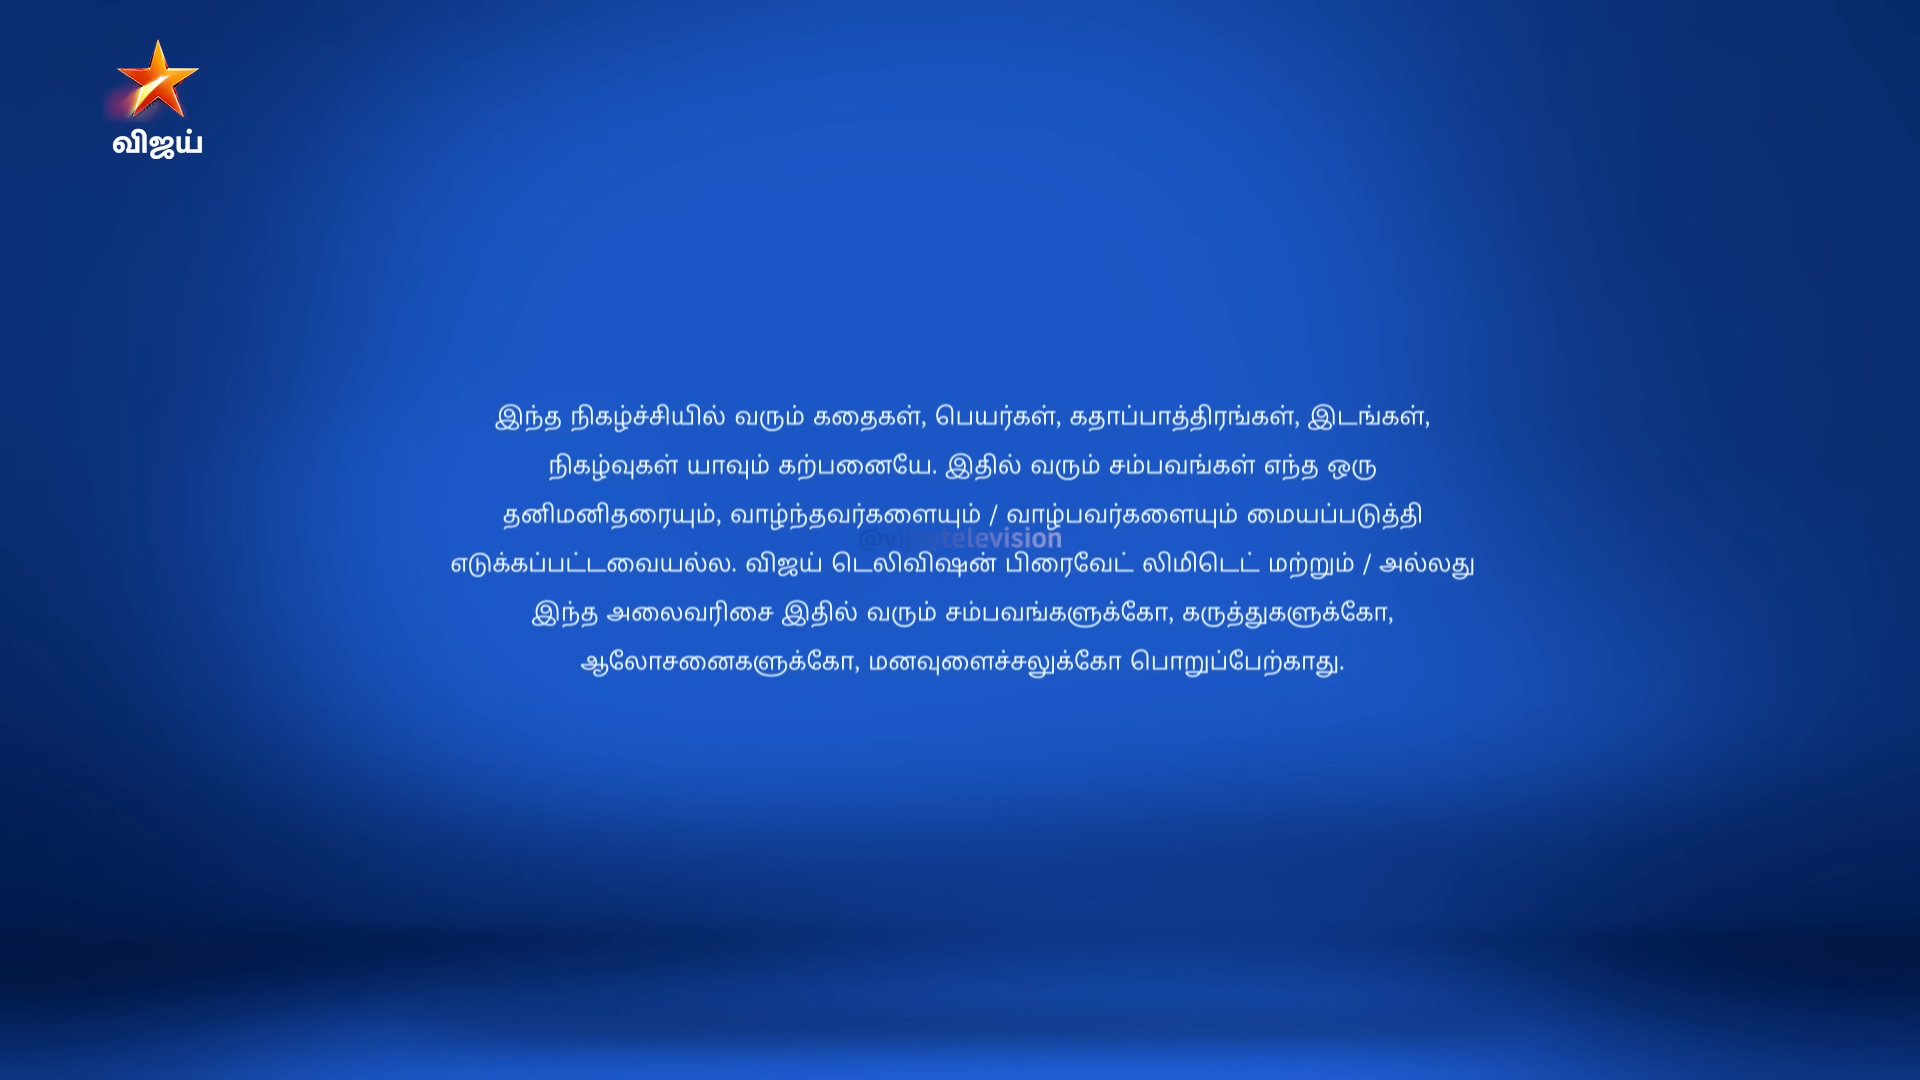 விஜய்
இந்த நிகழ்ச்சியில் வரும் கதைகள், பெயர்கள், கதாப்பாத்திரங்கள், இடங்கள்,
நிகழ்வுகள் யாவும் கற்பனையே. இதில் வரும் சம்பவங்கள் எந்த ஒரு
தனிமனிதரையும், வாழ்ந்தவர்களையும் / வாழ்பவர்களையும் மையப்படுத்தி
@vijaytelevision
எடுக்கப்பட்டவையல்ல. விஜய் டெலிவிஷன் பிரைவேட் லிமிடெட் மற்றும் / அல்லது
இந்த அலைவரிசை இதில் வரும் சம்பவங்களுக்கோ, கருத்துகளுக்கோ,
ஆலோசனைகளுக்கோ, மனவுளைச்சலுக்கோ பொறுப்பேற்காது.